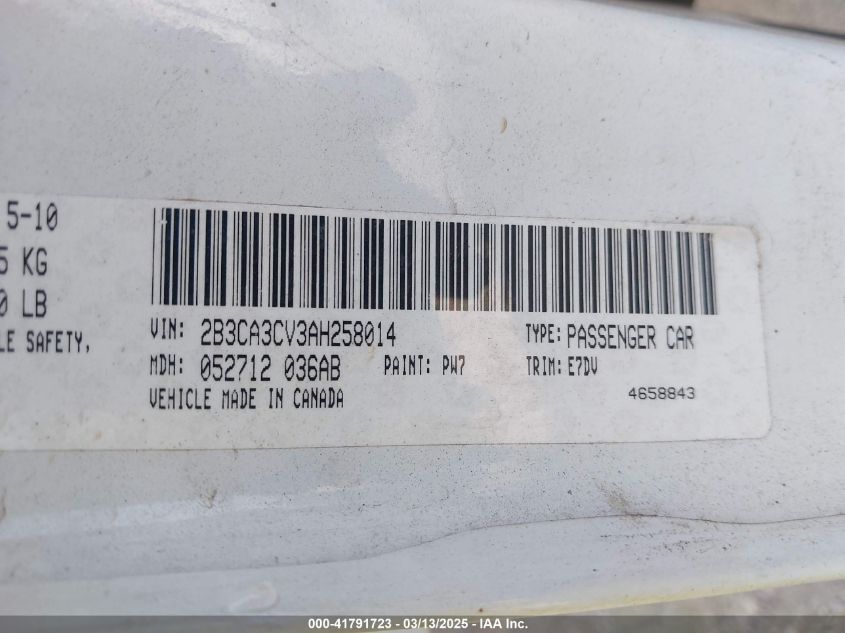 5-10
5 KG
0 LB
LE SAFETY,
VIN: 2B3CA3CV3AH258014 TYPE: PASSENGER CAR
MDH: 052712 036AB PAINT: PW7 TRIM: E7DV
VEHICLE MADE IN CANADA 4658843
000-41791723 — 03/13/2025 — IAA Inc.